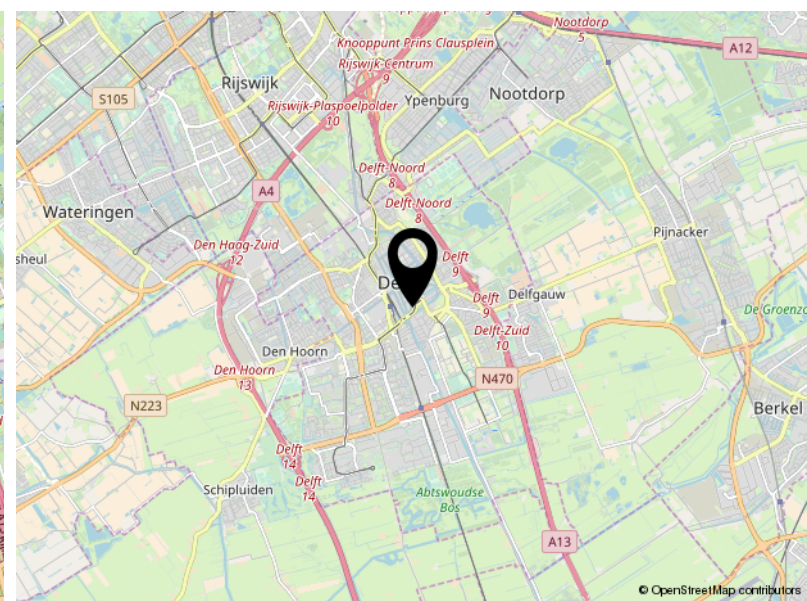 Nootdorp
5
A12
Knooppunt Prins Clausplein
Rijswijk-Centrum
9
Rijswijk
S105
Ypenburg
Nootdorp
Rijswijk-Plaspoelpolder
10
Delft-Noord
8
A4
Delft-Noord
8
Wateringen
Pijnacker
Den Haag-Zuid
12
Delft
9
sheul
De
Delft
9
Delfgauw
De Groenzo
Delft-Zuid
10
Den Hoorn
Den Hoorn
13
N470
N223
Berkel
Delft
14
Delft
14
Schipluiden
Abtswoudse
Bos
A13
© OpenStreetMap contributors